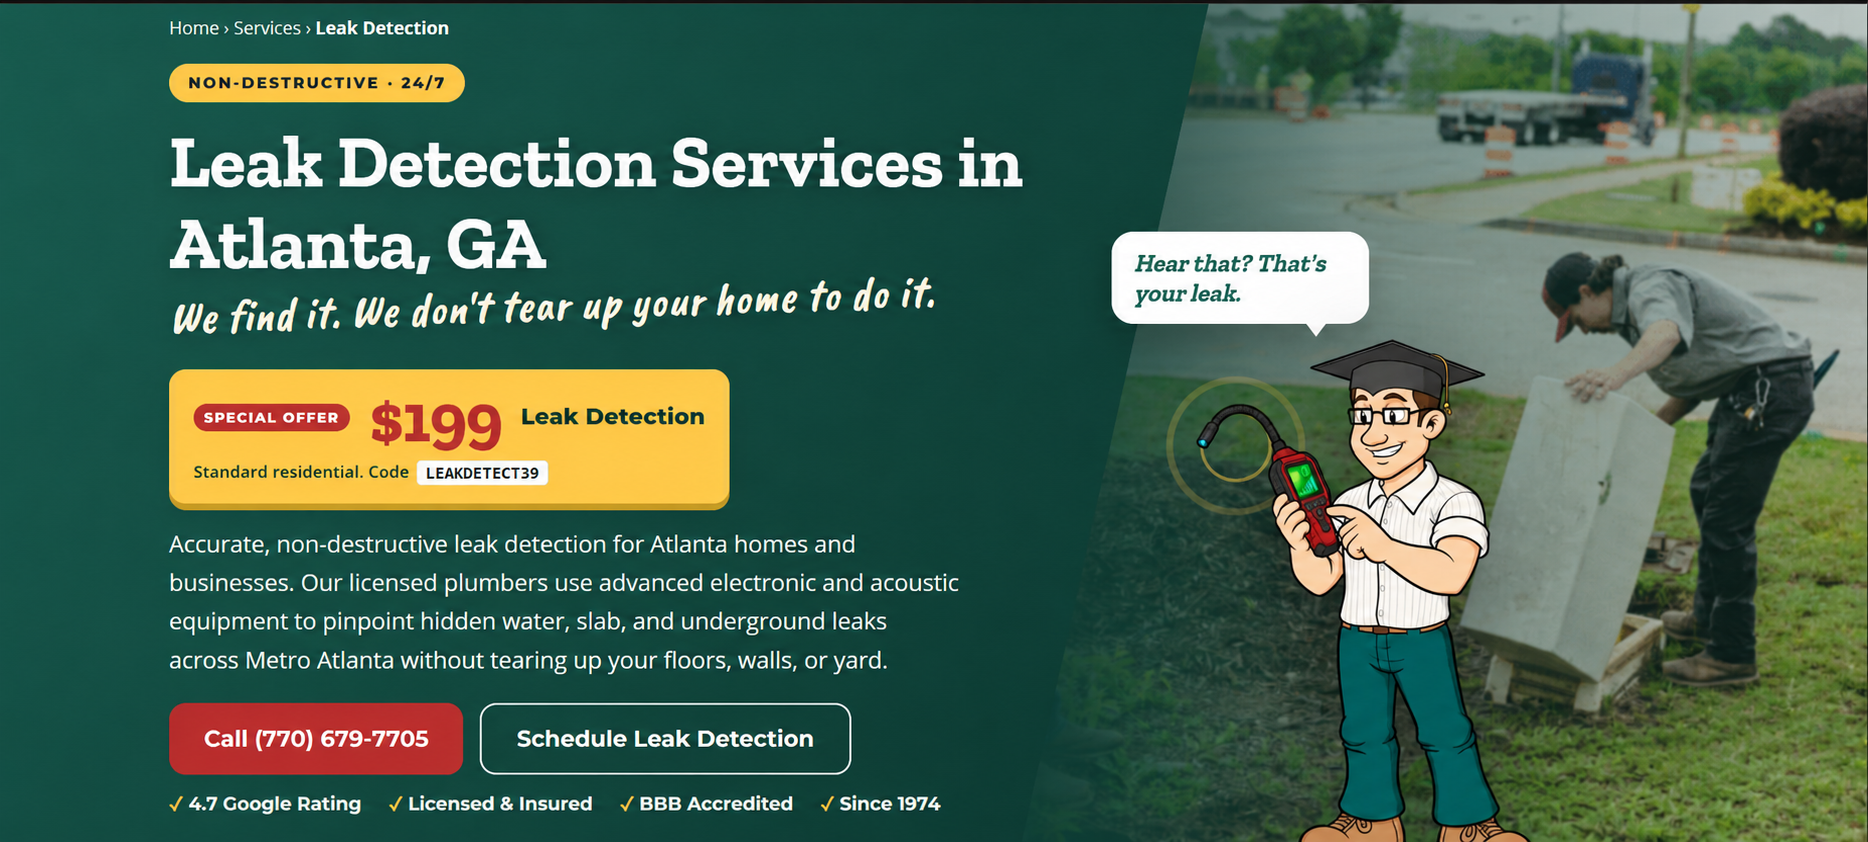 Home › Services › Leak Detection
NON-DESTRUCTIVE · 24/7
Leak Detection Services in
Atlanta, GA
We find it. We don't tear up your home to do it.
SPECIAL OFFER $199 Leak Detection
Standard residential. Code LEAKDETECT39
Accurate, non-destructive leak detection for Atlanta homes and
businesses. Our licensed plumbers use advanced electronic and acoustic
equipment to pinpoint hidden water, slab, and underground leaks
across Metro Atlanta without tearing up your floors, walls, or yard.
Call (770) 679-7705
Schedule Leak Detection
✓ 4.7 Google Rating ✓ Licensed & Insured ✓ BBB Accredited ✓ Since 1974
Hear that? That's
your leak.